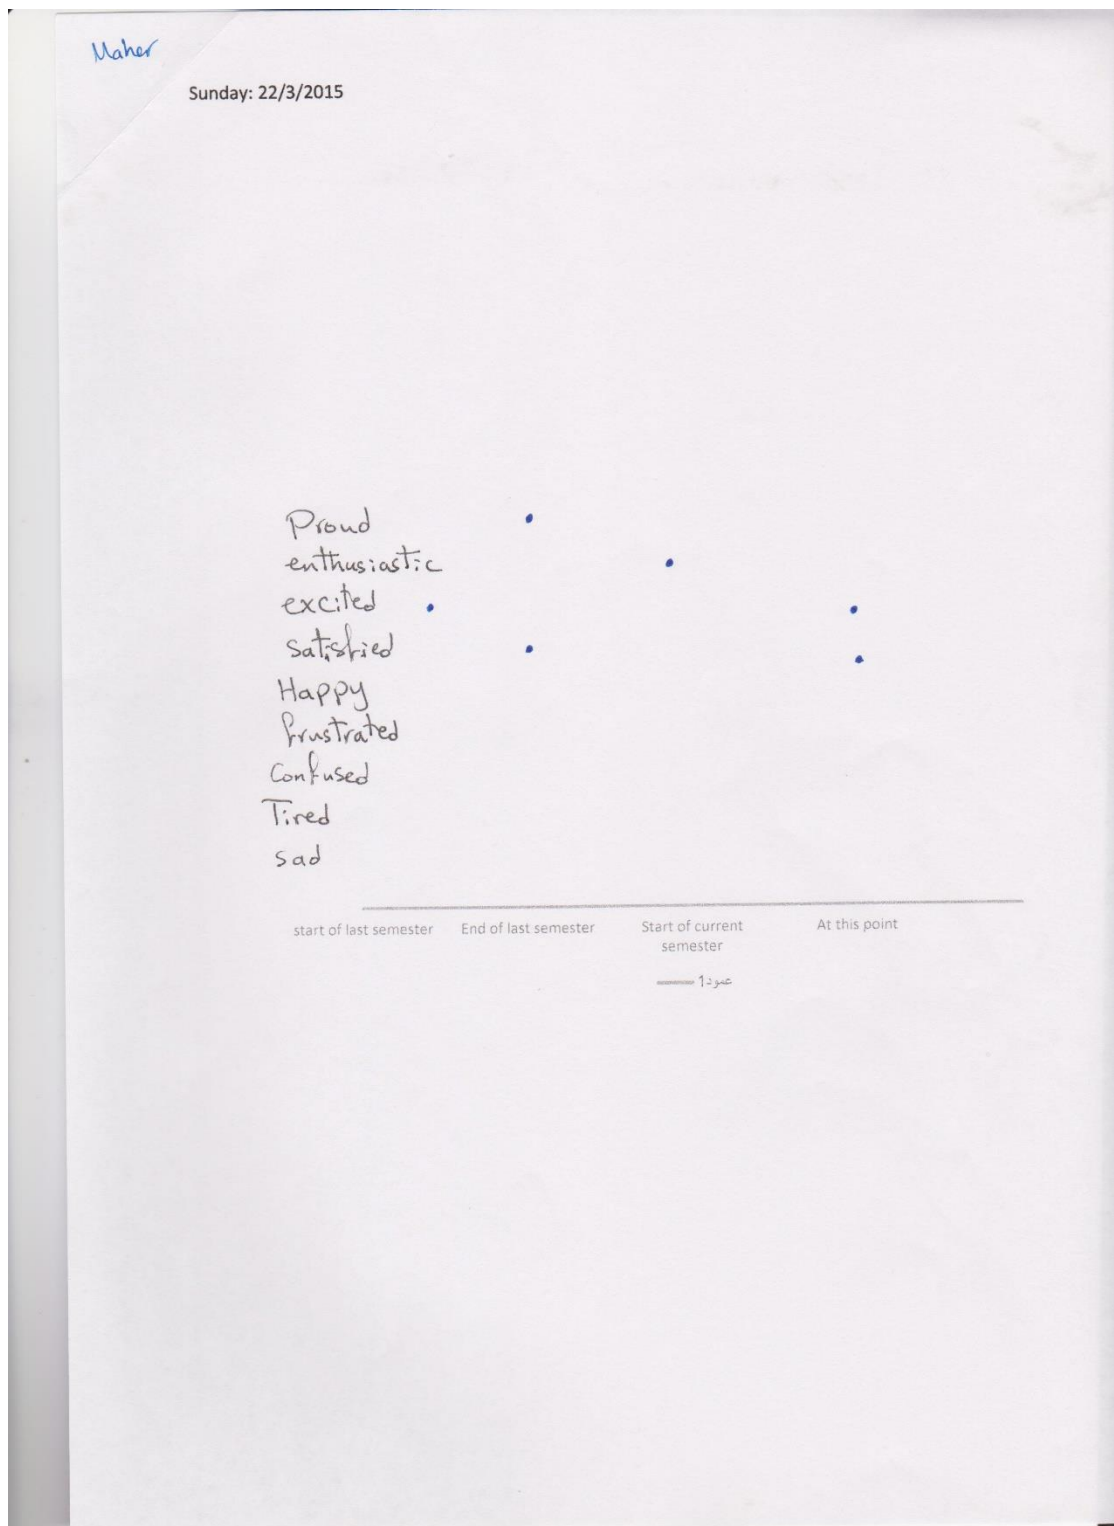 Maher
Sunday: 22/3/2015
Proud
enthusiastic
excited
satisfied
Happy
frustrated
Confused
Tired
sad
start of last semester End of last semester Start of current semester At this point
عمود1